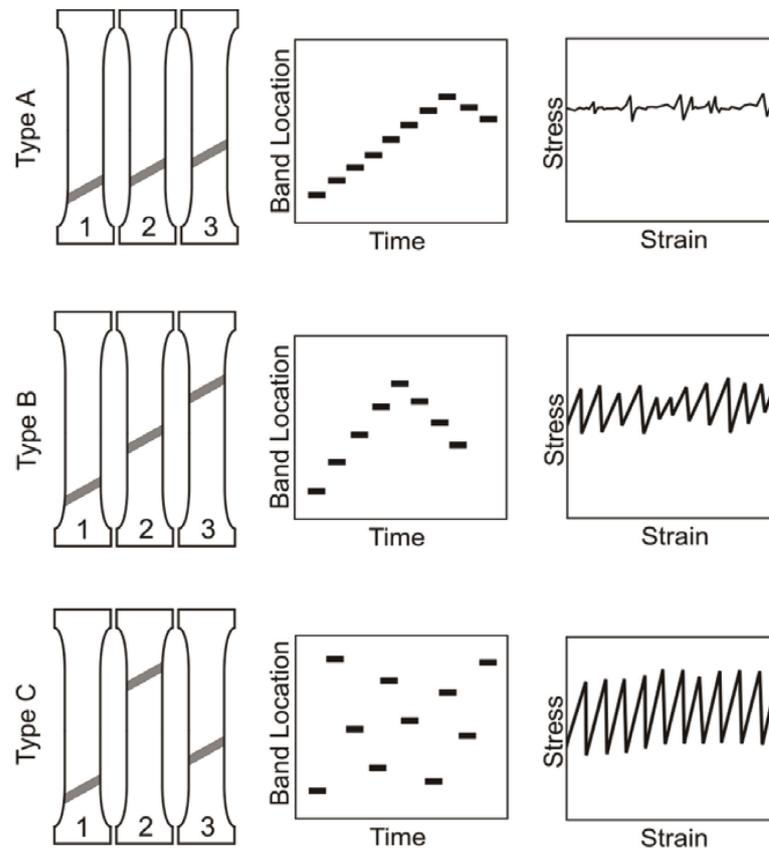 Type A
1 2 3
Band Location
Time
Stress
Strain
Type B
1 2 3
Band Location
Time
Stress
Strain
Type C
1 2 3
Band Location
Time
Stress
Strain